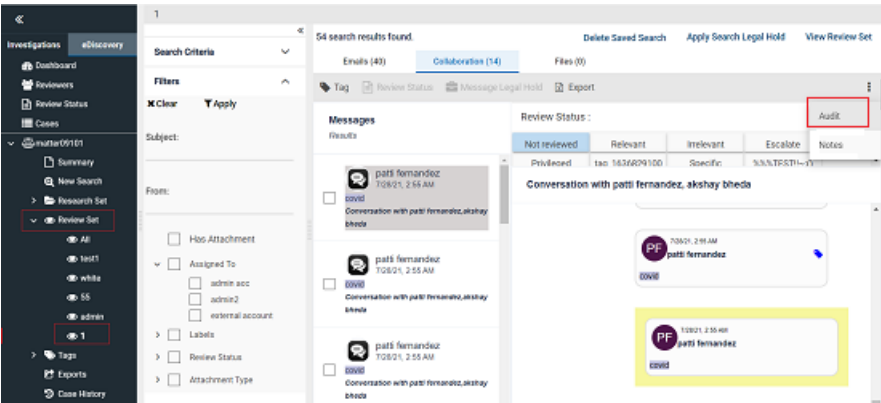 «
Investigations
eDiscovery
Dashboard
Reviewers
Review Status
Cases
matter09101
Summary
New Search
Research Set
Review Set
All
test1
white
55
admin
1
Tags
Exports
Case History
1
«
Search Criteria
Filters
Clear
Apply
Subject:
From:
Has Attachment
Assigned To
admin acc
admin2
external account
Labels
Review Status
Attachment Type
54 search results found.
Delete Saved Search
Apply Search Legal Hold
View Review Set
Emails (40)
Collaboration (14)
Files (0)
Tag
Review Status
Message Legal Hold
Export
Audit
Notes
Messages
Results
patti fernandez
7/28/21, 2:55 AM
covid
Conversation with patti fernandez,akshay
bheda
patti fernandez
7/28/21, 2:55 AM
covid
Conversation with patti fernandez,akshay
bheda
patti fernandez
7/28/21, 2:55 AM
covid
Conversation with patti fernandez,akshay
bheda
Review Status :
Not reviewed
Relevant
Irrelevant
Escalate
Privileged
tag_1636829100
Specific
Conversation with patti fernandez, akshay bheda
PF
7/28/21, 2:55 AM
patti fernandez
covid
PF
7/28/21, 2:55 AM
patti fernandez
covid